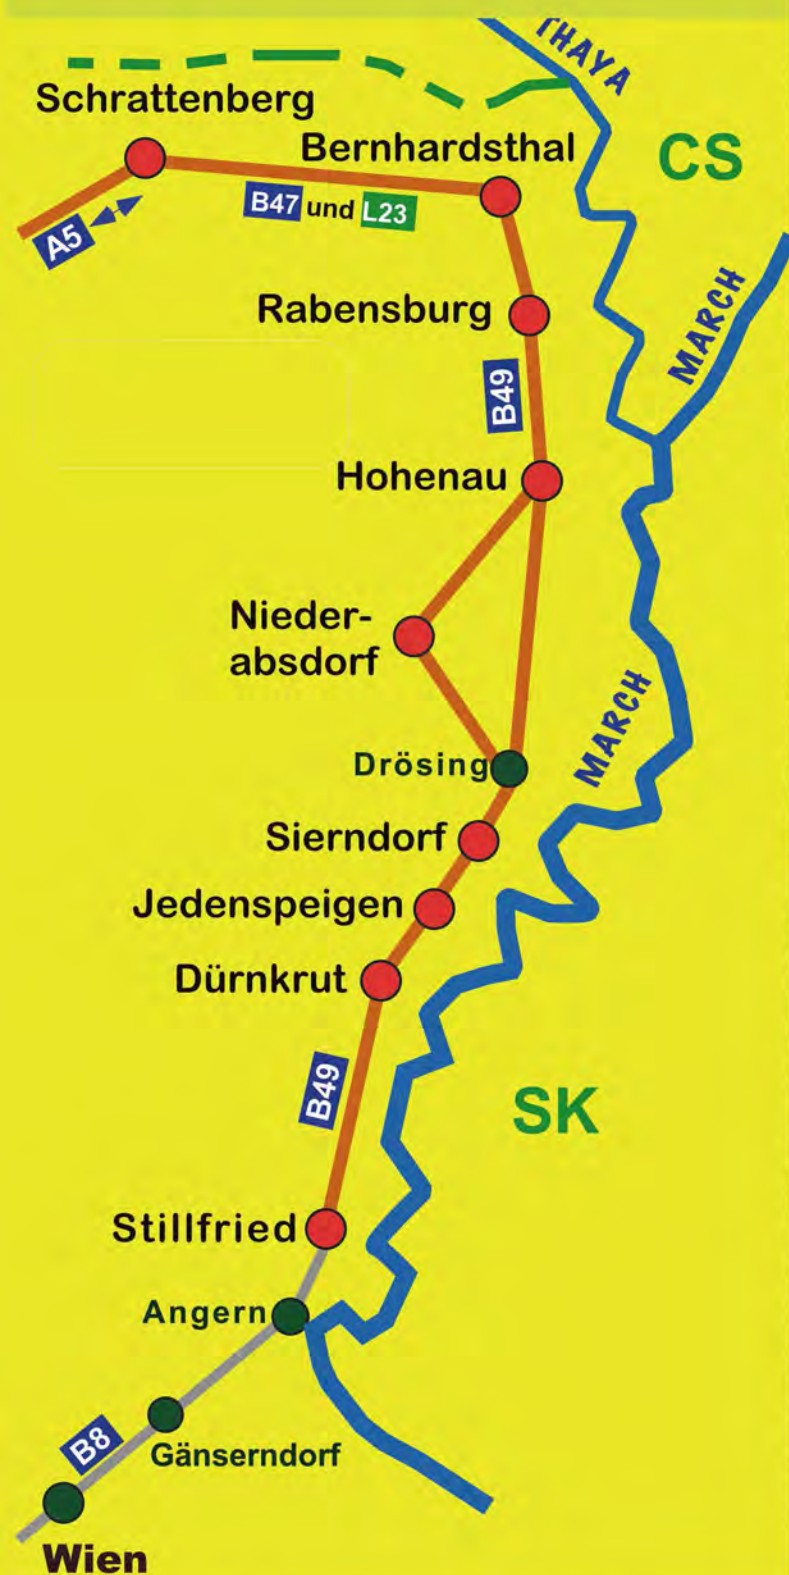 THAYA
Schrattenberg
Bernhardsthal
CS
B47 und L23
A5
MARCH
Rabensburg
B49
Hohenau
Nieder-
absdorf
MARCH
Drösing
Sierndorf
Jedenspeigen
Dürnkrut
B49
SK
Stillfried
Angern
B8
Gänserndorf
Wien